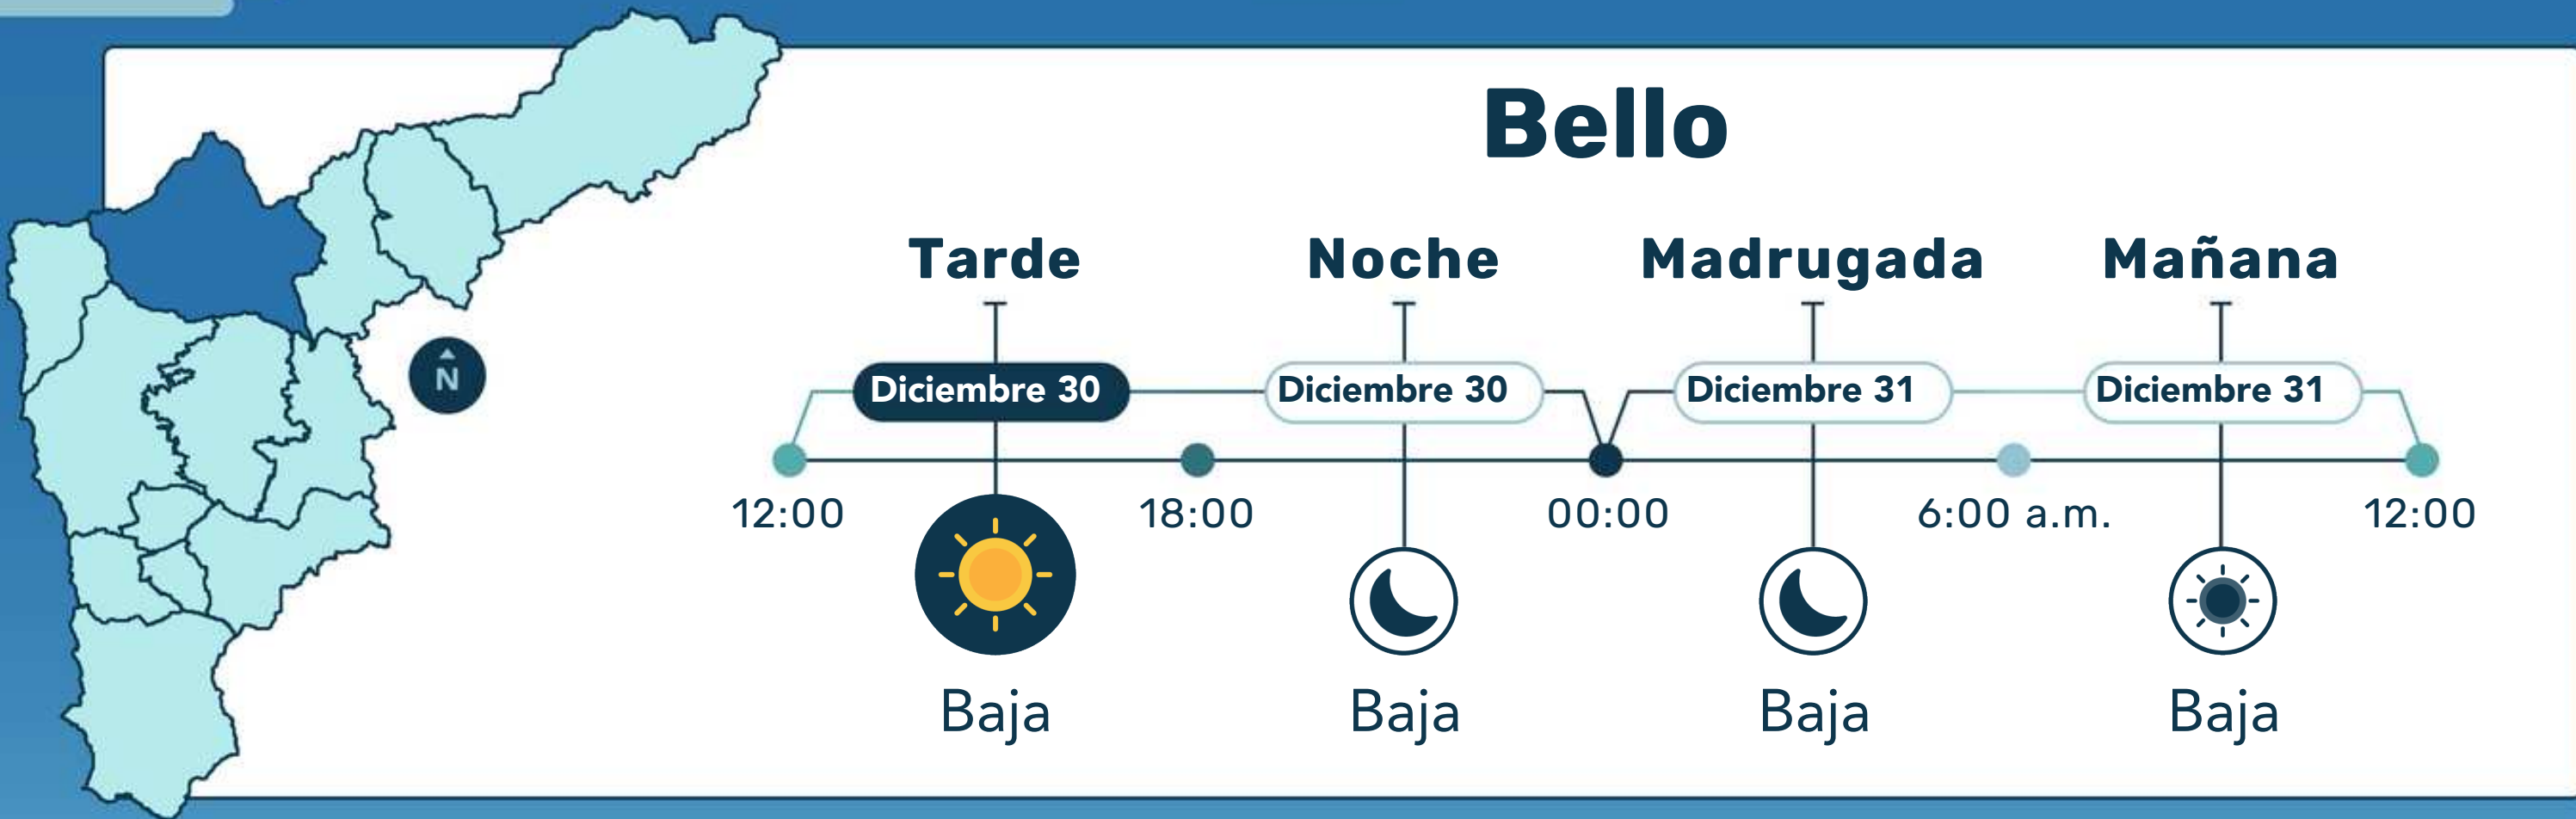 Bello
Tarde
Noche
Madrugada
Mañana
Diciembre 30
Diciembre 30
Diciembre 31
Diciembre 31
N
12:00
18:00
00:00
6:00 a.m.
12:00
Baja
Baja
Baja
Baja